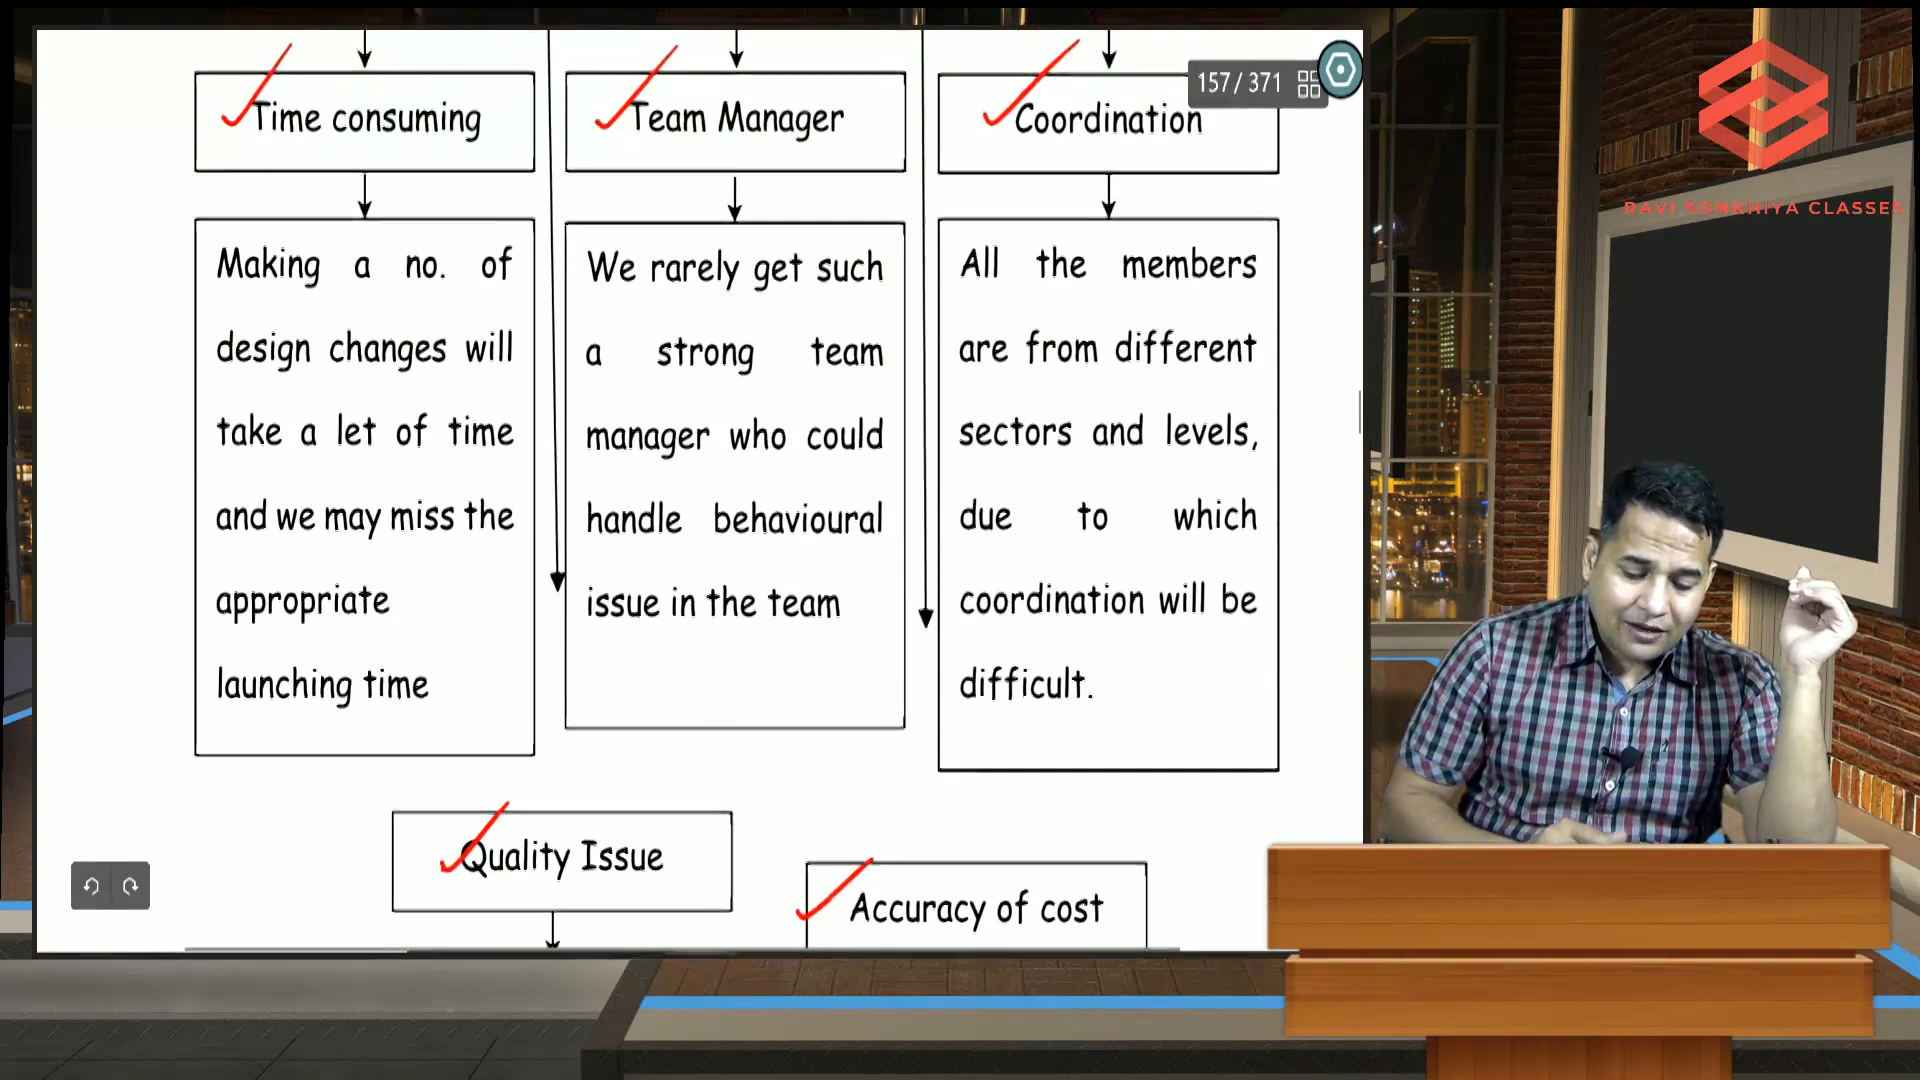 157/371
RAVI SONKHIYA CLASSES
Time consuming
Making a no. of
design changes will
take a let of time
and we may miss the
appropriate
launching time
Team Manager
We rarely get such
a strong team
manager who could
handle behavioural
issue in the team
Coordination
All the members
are from different
sectors and levels,
due to which
coordination will be
difficult.
Quality Issue
Accuracy of cost